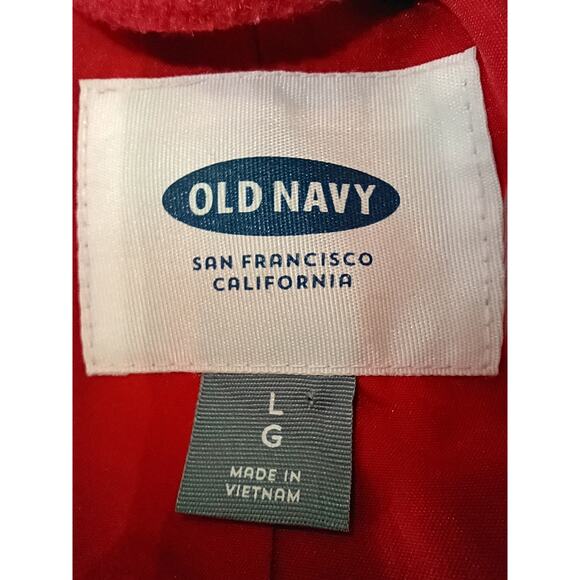 OLD NAVY
SAN FRANCISCO
CALIFORNIA
L
G
MADE IN
VIETNAM